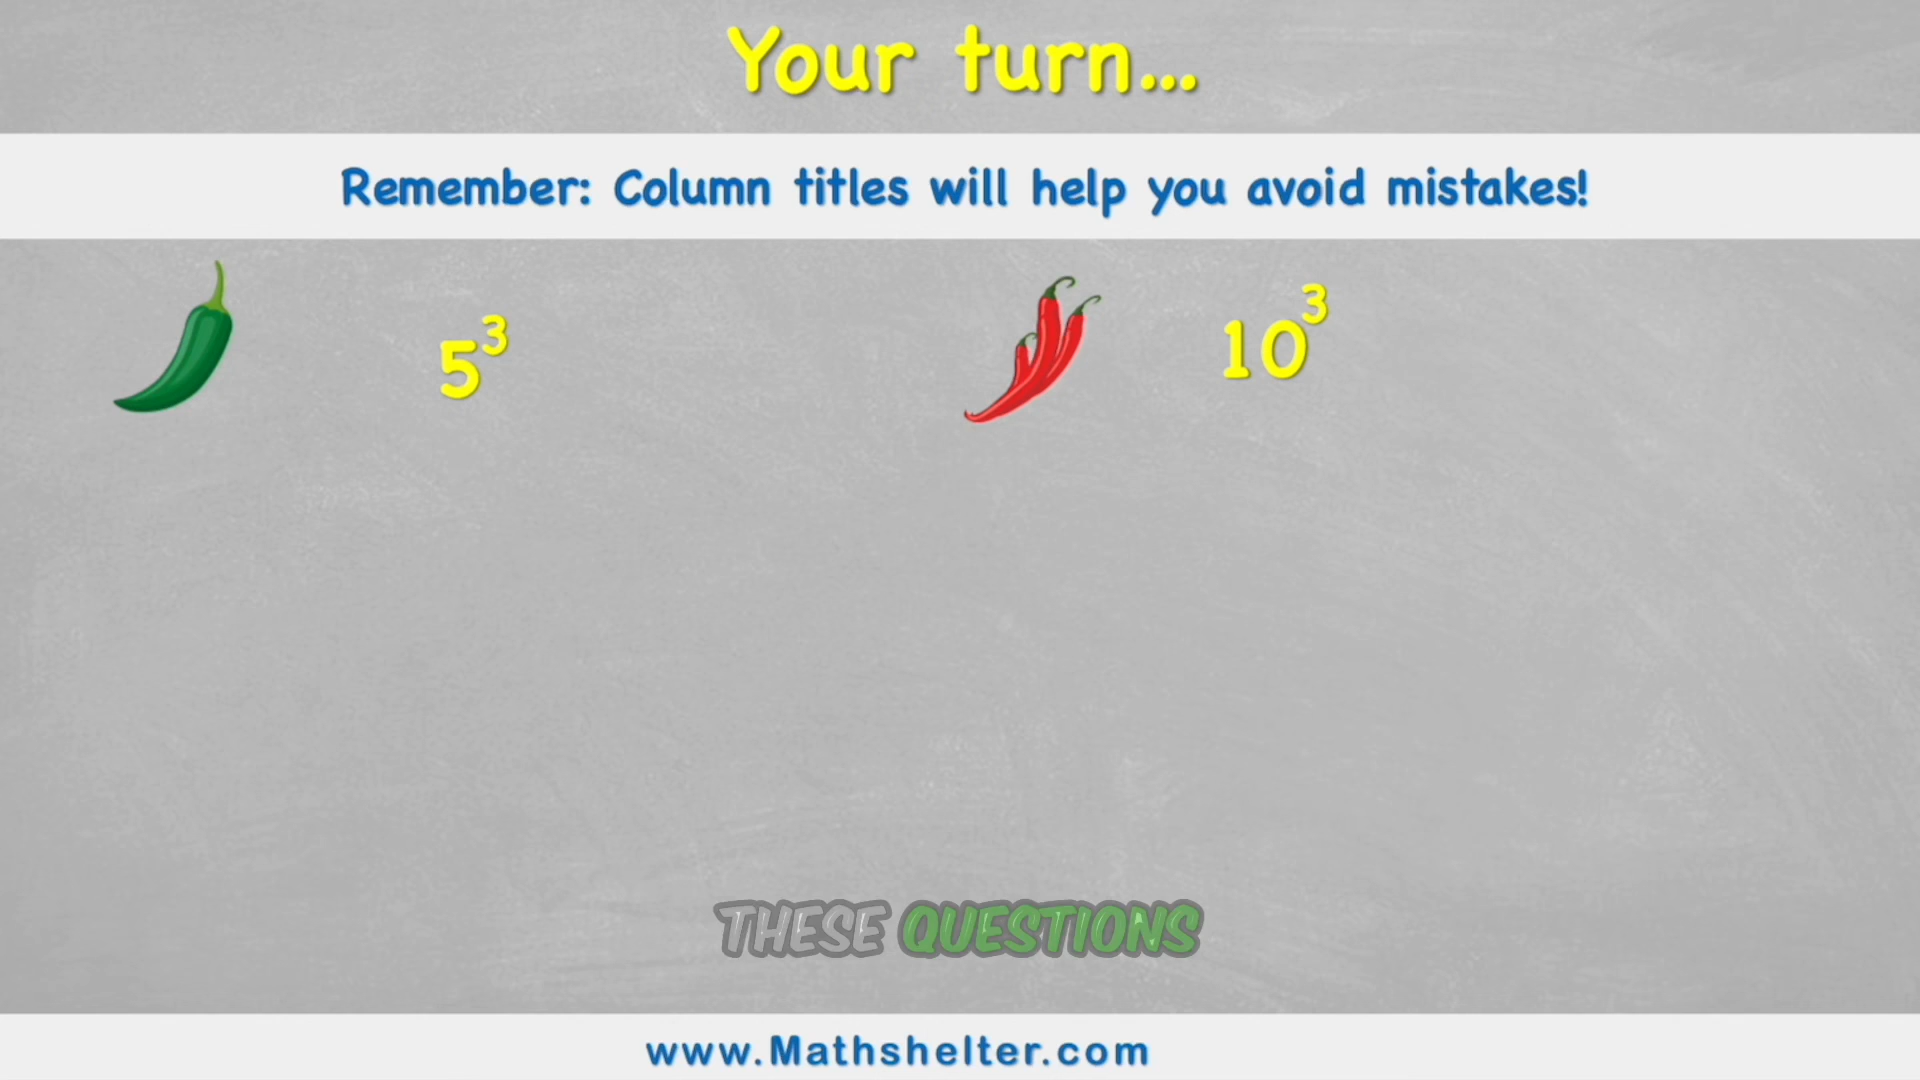 Your turn...
Remember: Column titles will help you avoid mistakes!
5³
10³
THESE QUESTIONS
www.Mathshelter.com